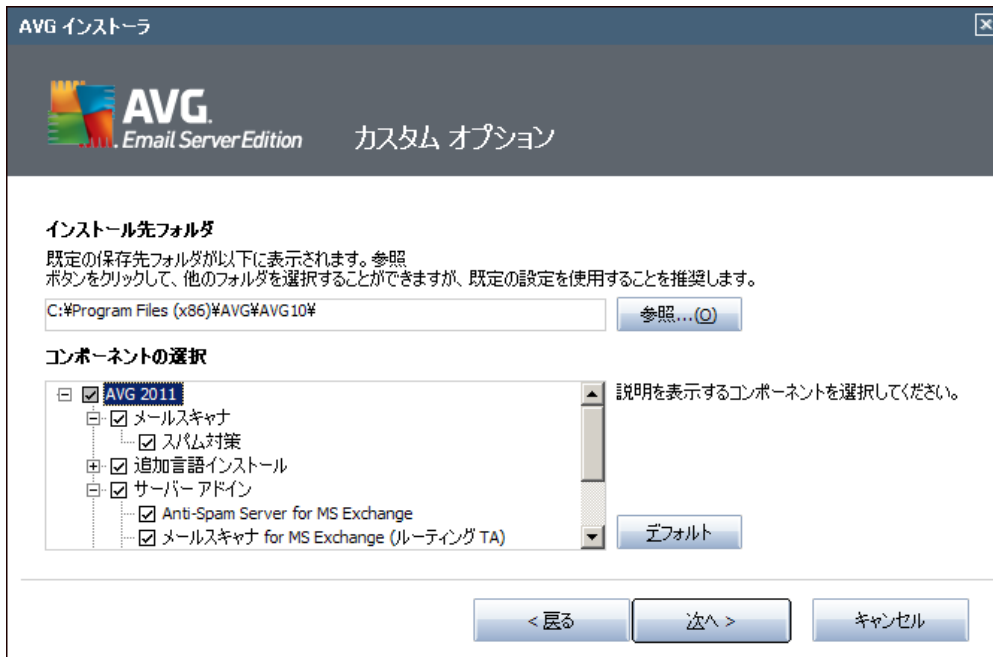 AVG インストーラ
AVG.
Email Server Edition
カスタム オプション
インストール先フォルダ
既定の保存先フォルダが以下に表示されます。参照
ボタンをクリックして、他のフォルダを選択することができますが、既定の設定を使用することを推奨します。
C:¥Program Files (x86)¥AVG¥AVG10¥
参照...(O)
コンポーネントの選択
AVG 2011
メールスキャナ
スパム対策
追加言語インストール
サーバー アドイン
Anti-Spam Server for MS Exchange
メールスキャナ for MS Exchange (ルーティング TA)
説明を表示するコンポーネントを選択してください。
デフォルト
< 戻る
次へ >
キャンセル